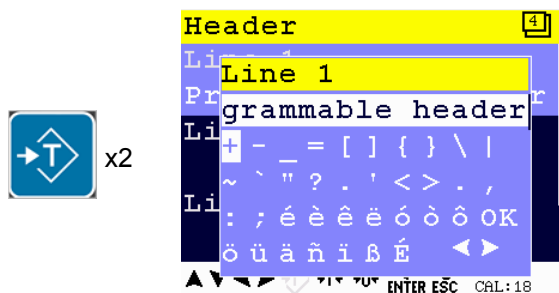 Header 4
Li
Line 1
Pr
grammable header
r
Li
+ - _ = [ ] { } \ |
~ ` " ? . ' < > . ,
Li
: ; é è ê ë ó ò ô OK
ö ü ä ñ ï ß É
T x2
ENTER ESC CAL:18